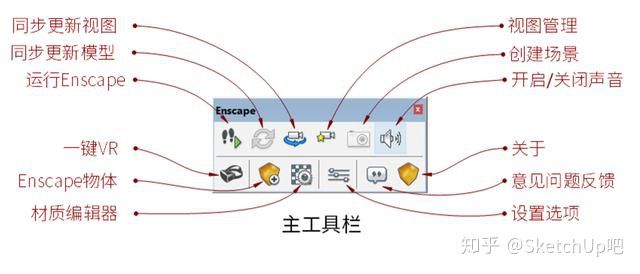 同步更新视图
视图管理
同步更新模型
创建场景
运行Enscape
开启/关闭声音
Enscape
一键VR
关于
Enscape物体
意见问题反馈
材质编辑器
设置选项
主工具栏
知乎 @SketchUp吧